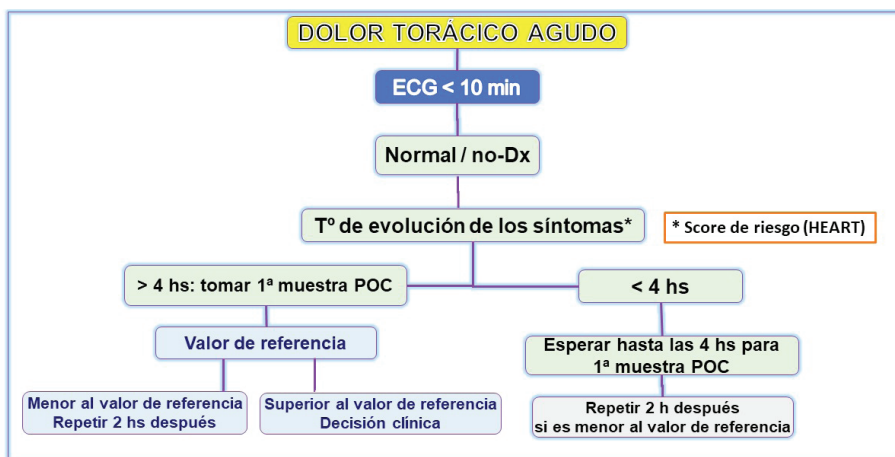 DOLOR TORÁCICO AGUDO
ECG < 10 min
Normal / no-Dx
Tº de evolución de los síntomas*
* Score de riesgo (HEART)
> 4 hs: tomar 1ª muestra POC
< 4 hs
Valor de referencia
Esperar hasta las 4 hs para
1ª muestra POC
Menor al valor de referencia
Repetir 2 hs después
Superior al valor de referencia
Decisión clínica
Repetir 2 h después
si es menor al valor de referencia